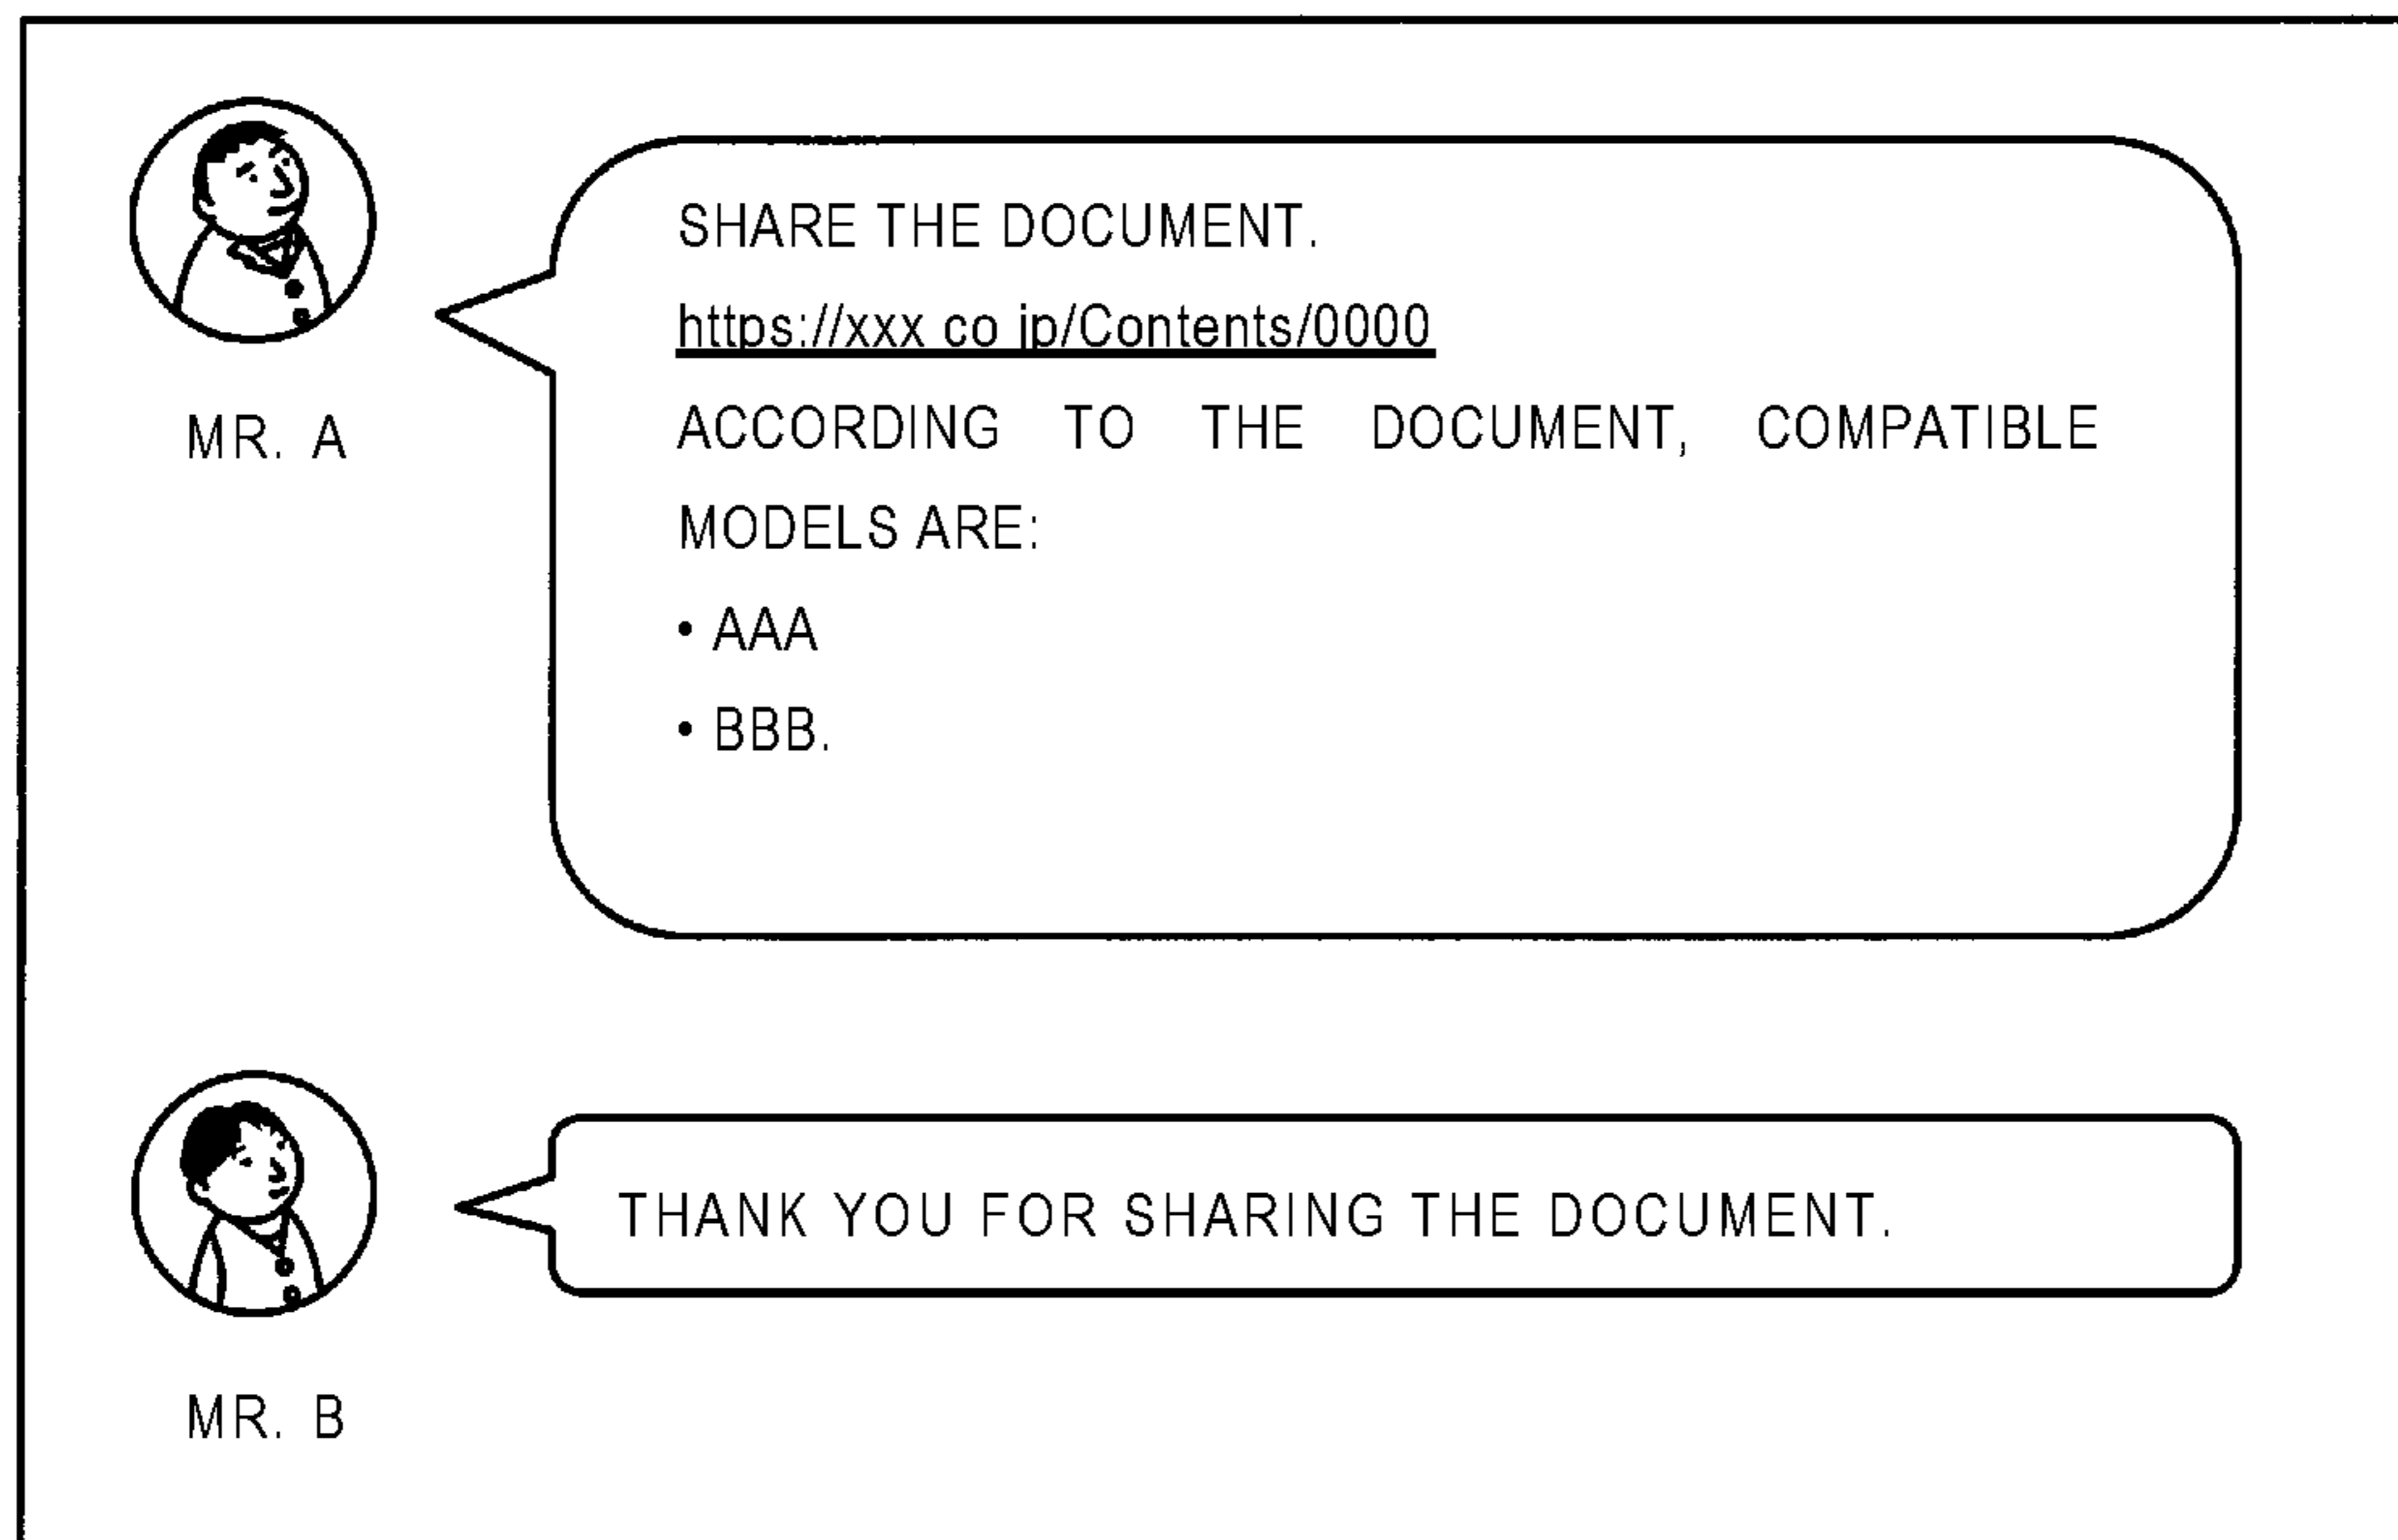 SHARE THE DOCUMENT.
https://xxx co jp/Contents/0000
MR. A
ACCORDING TO THE DOCUMENT, COMPATIBLE
MODELS ARE:
• AAA
• BBB.
THANK YOU FOR SHARING THE DOCUMENT.
MR. B